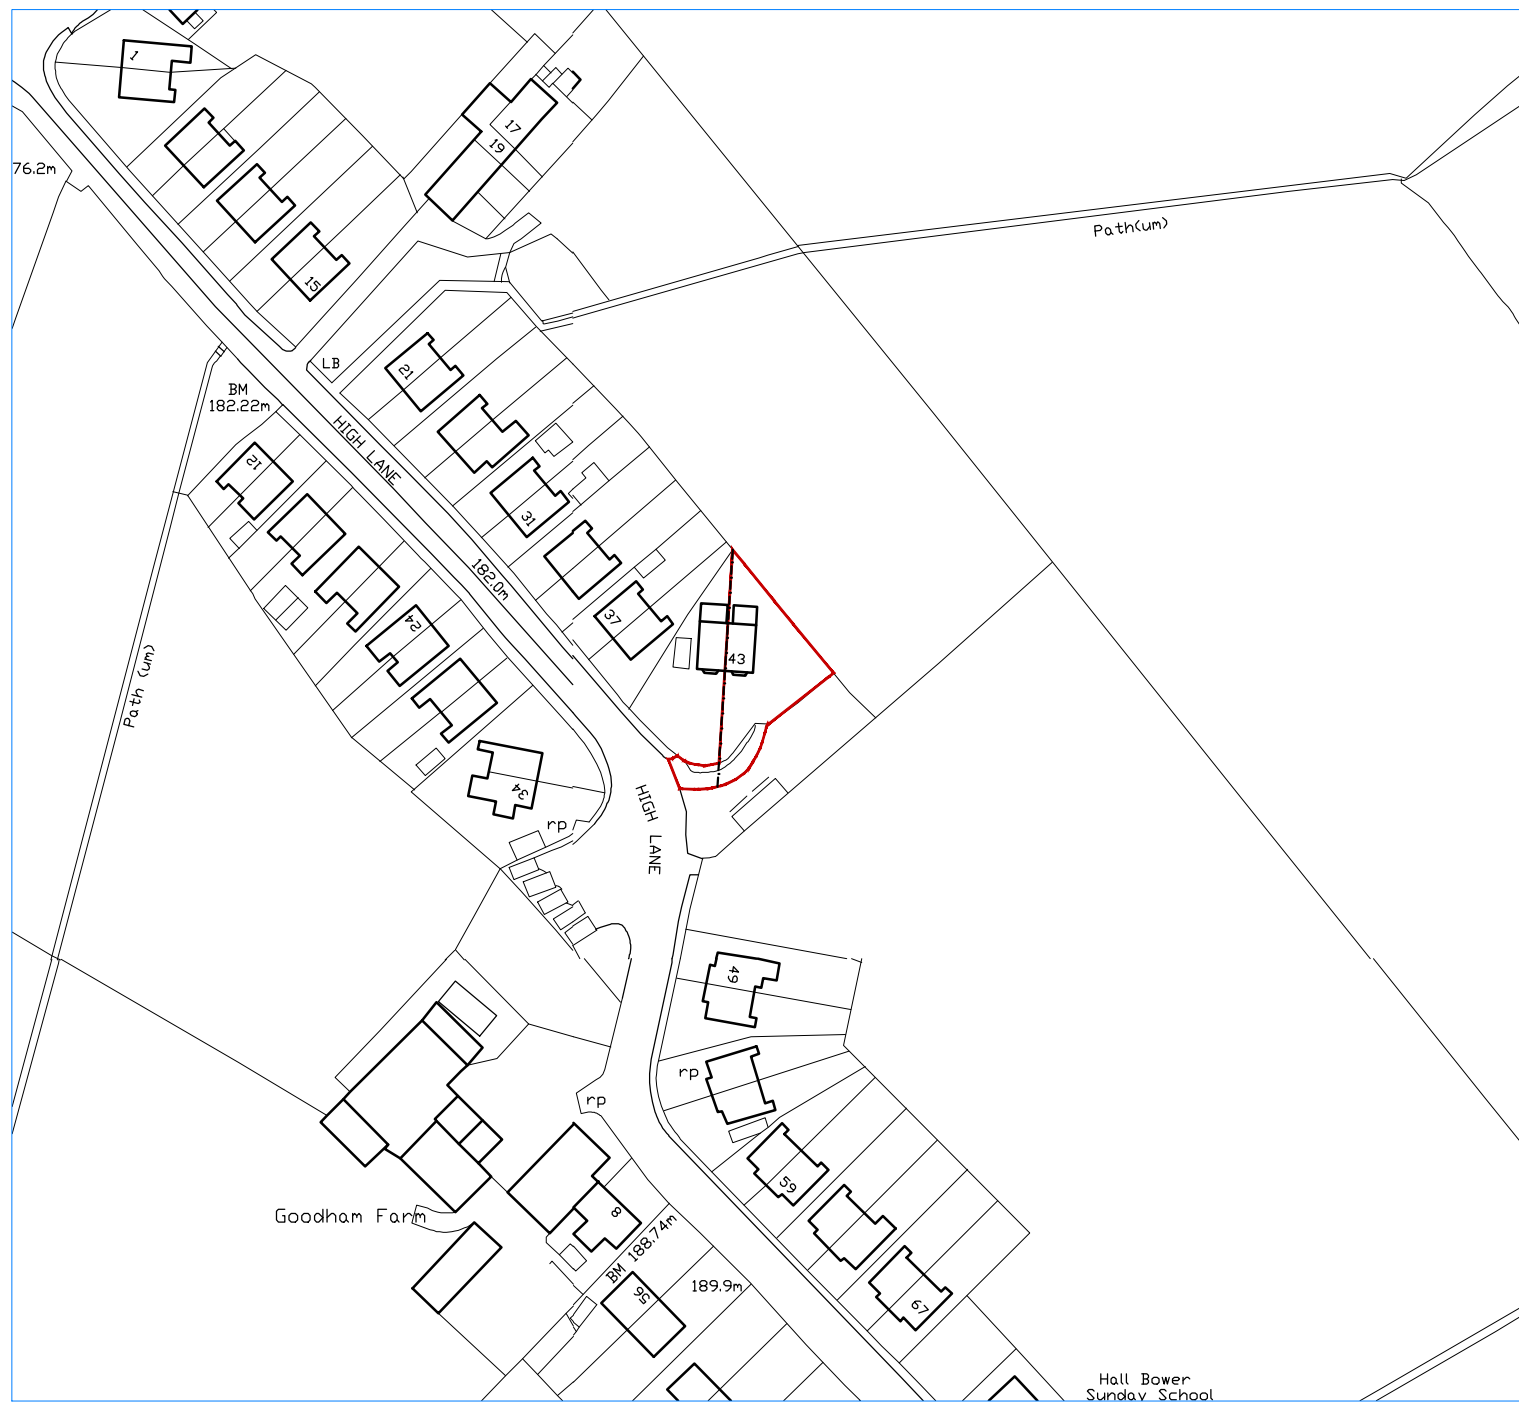 1
17
19
76.2m
Path(um)
15
LB
21
BM
182.22m
HIGH LANE
12
31
182.0m
37
24
43
Path (um)
34
HIGH LANE
rp
49
rp
rp
59
Goodham Farm
8
BM 188.74m
189.9m
56
67
Hall Bower
Sunday School